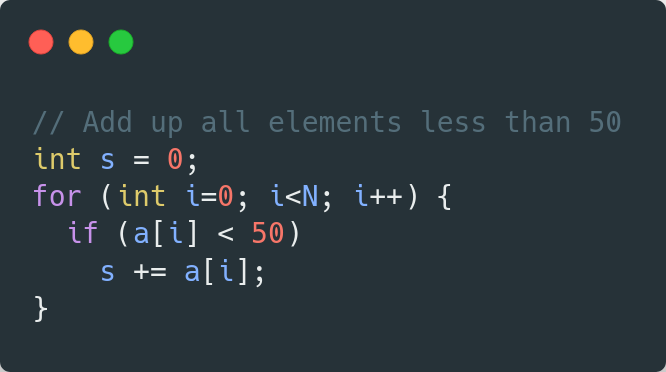 // Add up all elements less than 50
int s = 0;
for (int i=0; i<N; i++) {
  if (a[i] < 50)
    s += a[i];
}